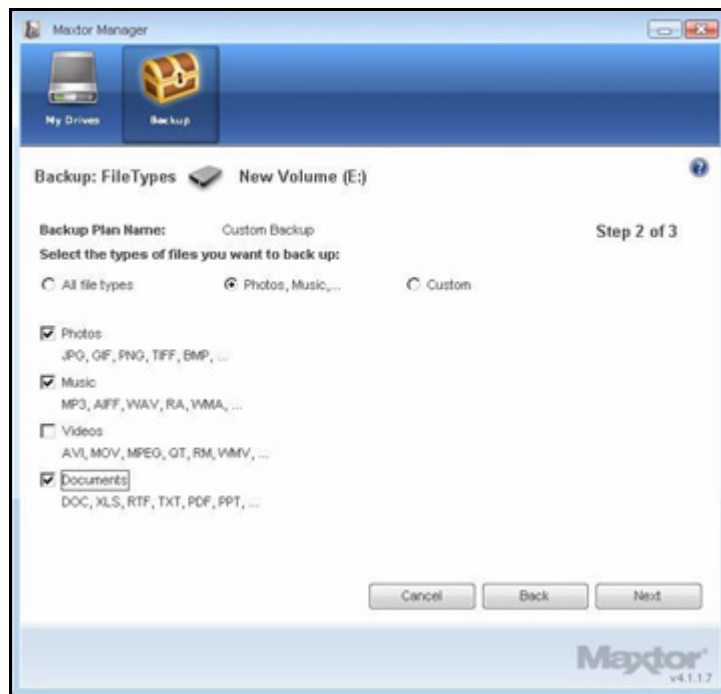 Maxtor Manager
My Drives
Backup
Backup: FileTypes New Volume (E:)
Backup Plan Name: Custom Backup
Step 2 of 3
Select the types of files you want to back up:
All file types Photos, Music,... Custom
Photos
JPG, GIF, PNG, TIFF, BMP, ...
Music
MP3, AIFF, WAV, RA, WMA, ...
Videos
AVI, MOV, MPEG, QT, RM, WMV, ...
Documents
DOC, XLS, RTF, TXT, PDF, PPT, ...
Cancel Back Next
Maxtor
v4.1.1.7